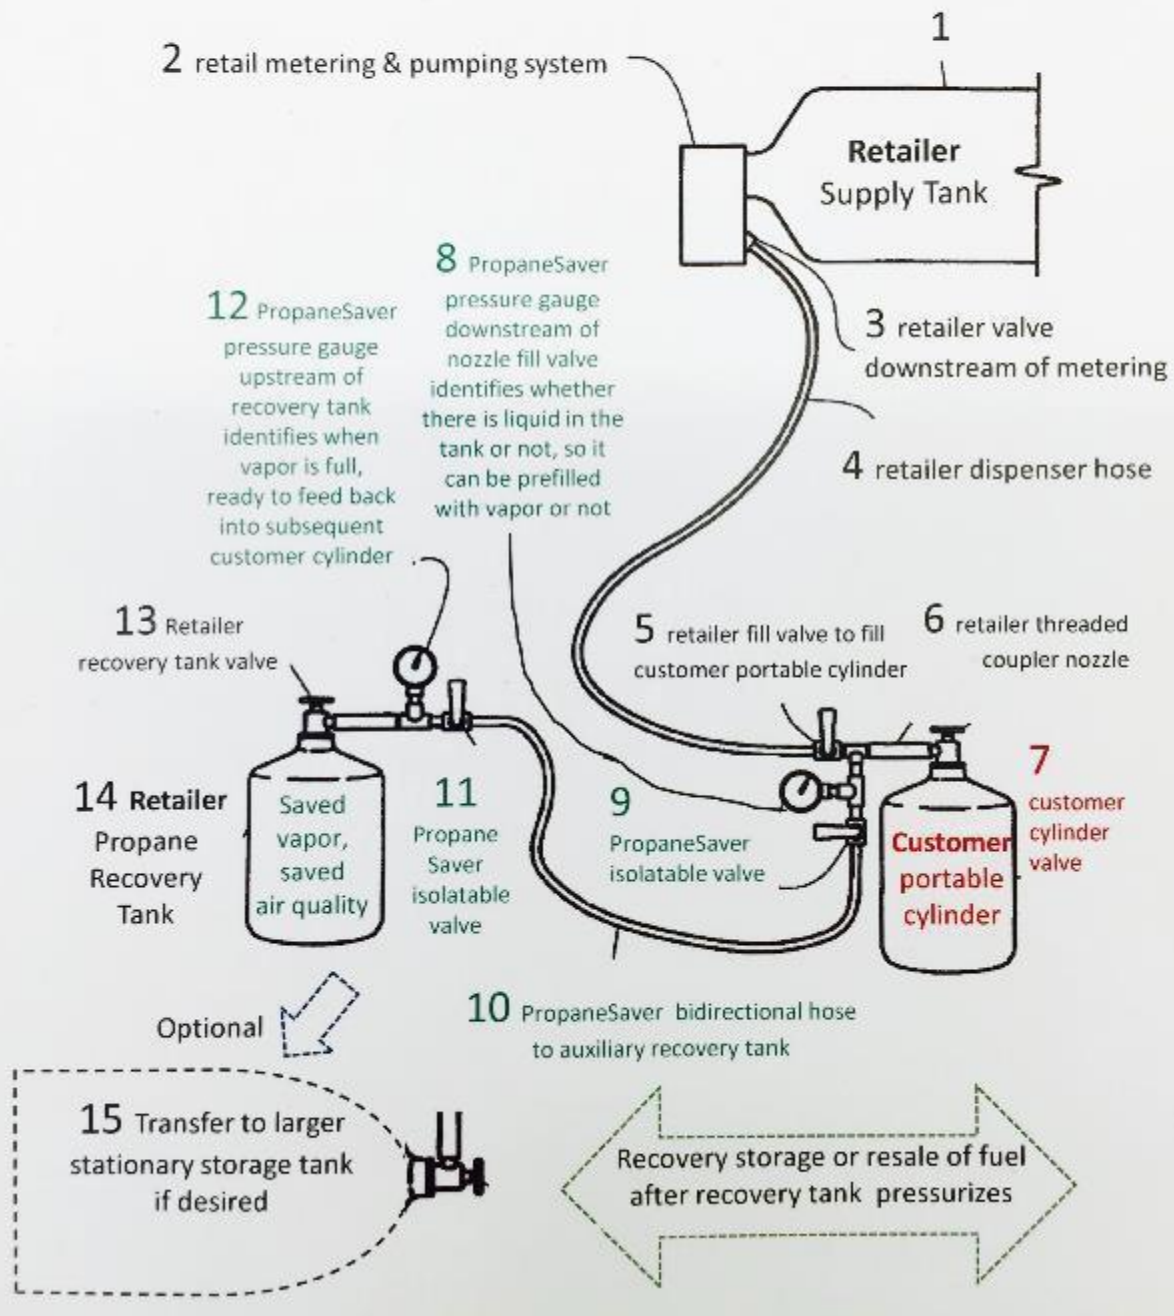 1
2 retail metering & pumping system
Retailer
Supply Tank
3 retailer valve
downstream of metering
4 retailer dispenser hose
8 PropaneSaver
pressure gauge
downstream of
nozzle fill valve
identifies whether
there is liquid in the
tank or not, so it
can be prefilled
with vapor or not
12 PropaneSaver
pressure gauge
upstream of
recovery tank
identifies when
vapor is full,
ready to feed back
into subsequent
customer cylinder
13 Retailer
recovery tank valve
5 retailer fill valve to fill
customer portable cylinder
6 retailer threaded
coupler nozzle
7
customer
cylinder
valve
14 Retailer
Propane
Recovery
Tank
Saved
vapor,
saved
air quality
11
Propane
Saver
isolatable
valve
9
PropaneSaver
isolatable valve
Customer
portable
cylinder
10 PropaneSaver bidirectional hose
to auxiliary recovery tank
Optional
15 Transfer to larger
stationary storage tank
if desired
Recovery storage or resale of fuel
after recovery tank pressurizes